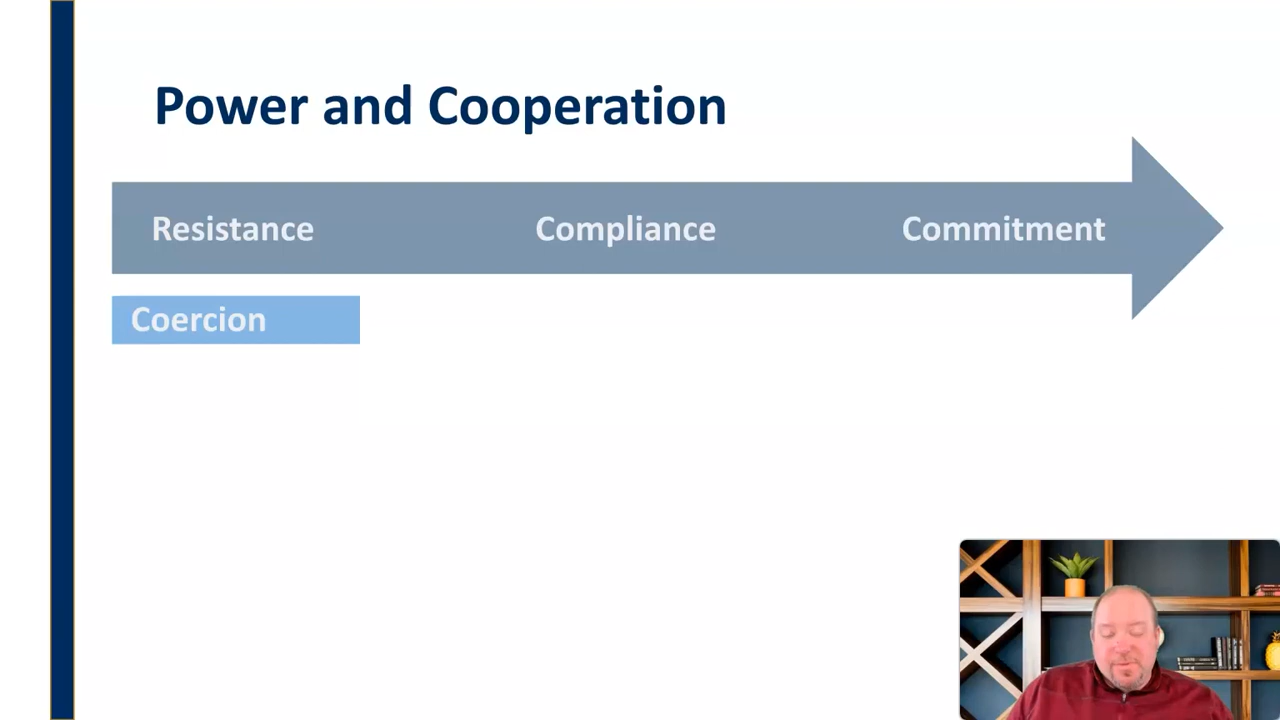 Power and Cooperation
Resistance Compliance Commitment
Coercion